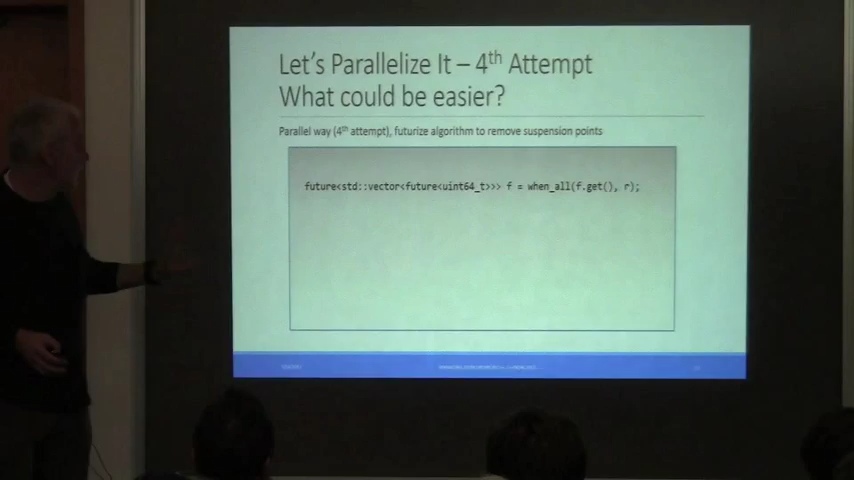 Let's Parallelize It – 4th Attempt
What could be easier?
Parallel way (4th attempt), futurize algorithm to remove suspension points
future<std::vector<future<uint64_t>>> f = when_all(f.get(), r);